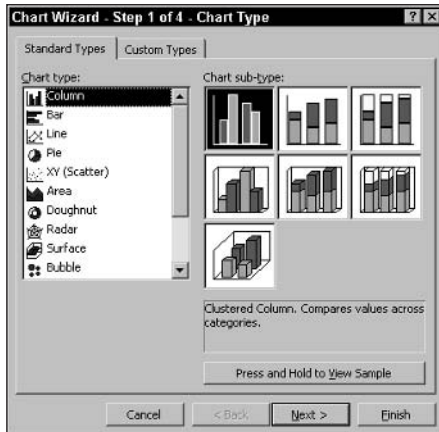 Chart Wizard - Step 1 of 4 - Chart Type
Standard Types
Custom Types
Chart type:
Column
Bar
Line
Pie
XY (Scatter)
Area
Doughnut
Radar
Surface
Bubble
Chart sub-type:
Clustered Column. Compares values across
categories.
Press and Hold to View Sample
Cancel
< Back
Next >
Finish